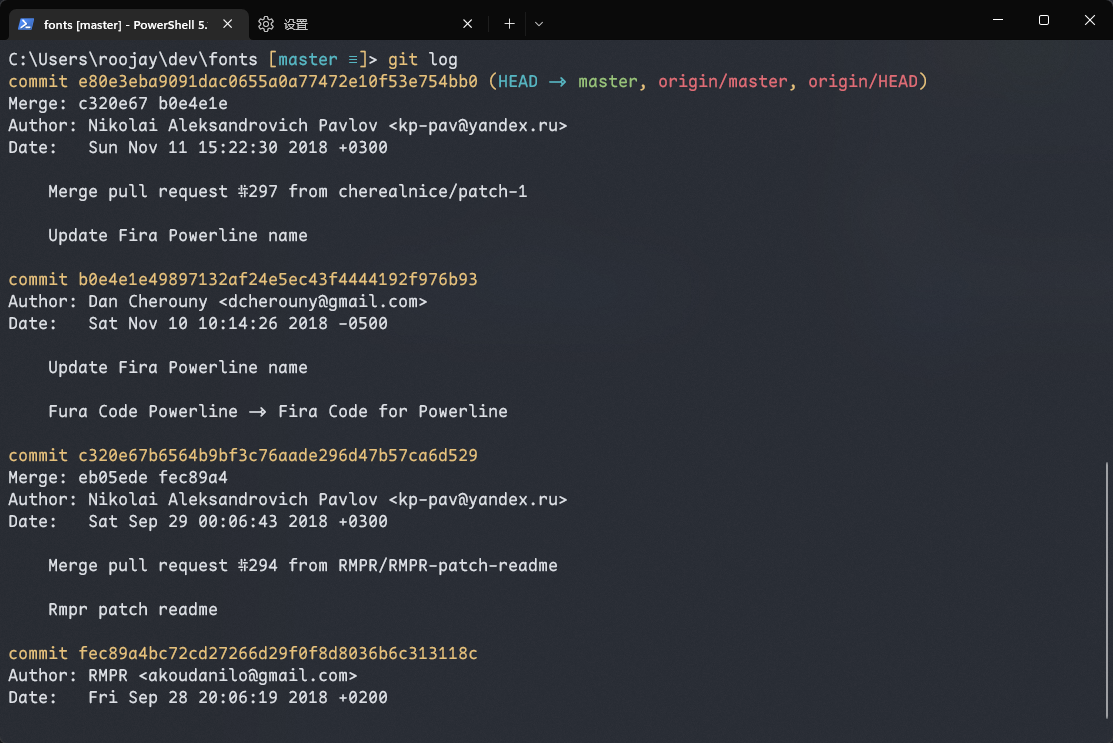 fonts [master] - PowerShell 5.
设置
C:\Users\roojay\dev\fonts [master ≡]> git log
commit e80e3eba9091dac0655a0a77472e10f53e754bb0 (HEAD -> master, origin/master, origin/HEAD)
Merge: c320e67 b0e4e1e
Author: Nikolai Aleksandrovich Pavlov <kp-pav@yandex.ru>
Date:   Sun Nov 11 15:22:30 2018 +0300
    Merge pull request #297 from cherealnice/patch-1
    Update Fira Powerline name
commit b0e4e1e49897132af24e5ec43f4444192f976b93
Author: Dan Cherouny <dcherouny@gmail.com>
Date:   Sat Nov 10 10:14:26 2018 -0500
    Update Fira Powerline name
    Fura Code Powerline -> Fira Code for Powerline
commit c320e67b6564b9bf3c76aade296d47b57ca6d529
Merge: eb05ede fec89a4
Author: Nikolai Aleksandrovich Pavlov <kp-pav@yandex.ru>
Date:   Sat Sep 29 00:06:43 2018 +0300
    Merge pull request #294 from RMPR/RMPR-patch-readme
    Rmpr patch readme
commit fec89a4bc72cd27266d29f0f8d8036b6c313118c
Author: RMPR <akoudanilo@gmail.com>
Date:   Fri Sep 28 20:06:19 2018 +0200